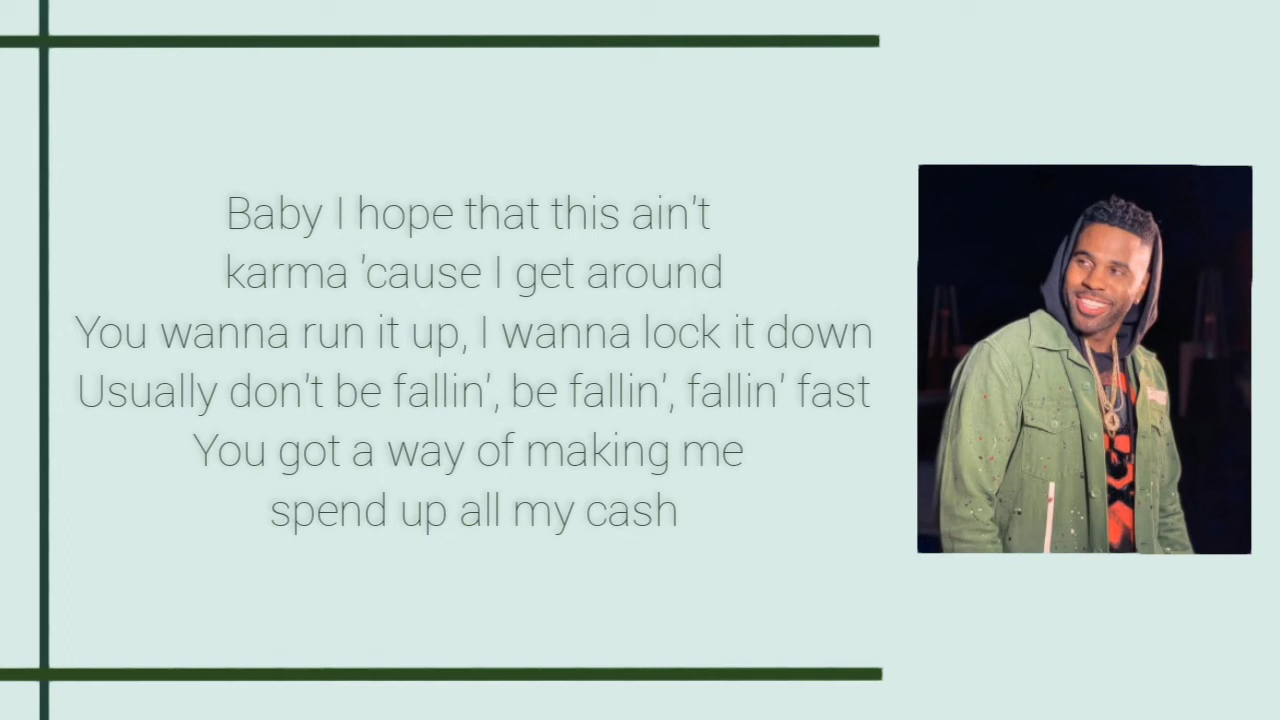 Baby I hope that this ain't
karma 'cause I get around
You wanna run it up, I wanna lock it down
Usually don't be fallin', be fallin', fallin' fast
You got a way of making me
spend up all my cash